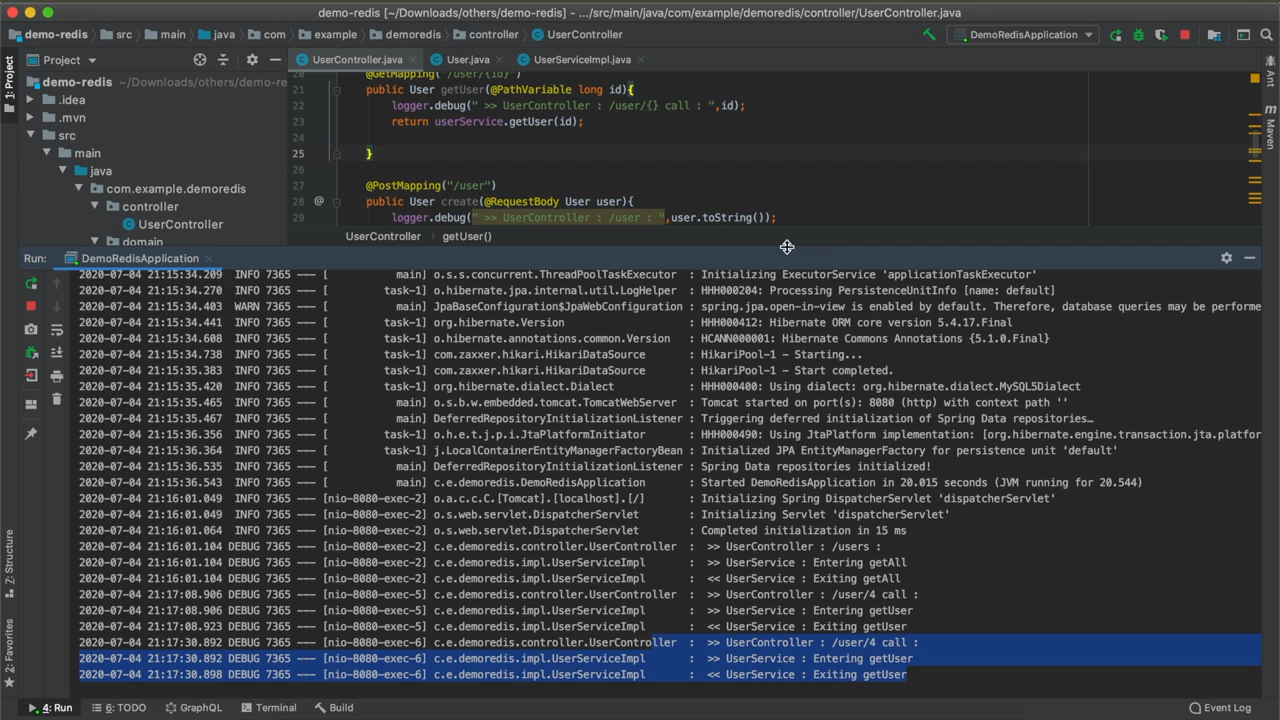 demo-redis [~/Downloads/others/demo-redis] – .../src/main/java/com/example/demoredis/controller/UserController.java
demo-redis › src › main › java › com › example › demoredis › controller › UserController
DemoRedisApplication
1: Project
Project
UserController.java × User.java × UserServiceImpl.java ×
demo-redis ~/Downloads/others/demo-redis
.idea
.mvn
src
main
java
com.example.demoredis
controller
UserController
domain
20 @GetMapping("/user/{id}")
21 public User getUser(@PathVariable long id){
22 logger.debug(" >> UserController : /user/{} call : ",id);
23 return userService.getUser(id);
24
25 }
26
27 @PostMapping("/user")
28 @ public User create(@RequestBody User user){
29 logger.debug(" >> UserController : /user : ",user.toString());
UserController › getUser()
Ant
Maven
Run: DemoRedisApplication ×
2020-07-04 21:15:34.209 INFO 7365 --- [ main] o.s.s.concurrent.ThreadPoolTaskExecutor : Initializing ExecutorService 'applicationTaskExecutor'
2020-07-04 21:15:34.270 INFO 7365 --- [ task-1] o.hibernate.jpa.internal.util.LogHelper : HHH000204: Processing PersistenceUnitInfo [name: default]
2020-07-04 21:15:34.403 WARN 7365 --- [ main] JpaBaseConfiguration$JpaWebConfiguration : spring.jpa.open-in-view is enabled by default. Therefore, database queries may be performe
2020-07-04 21:15:34.441 INFO 7365 --- [ task-1] org.hibernate.Version : HHH000412: Hibernate ORM core version 5.4.17.Final
2020-07-04 21:15:34.608 INFO 7365 --- [ task-1] o.hibernate.annotations.common.Version : HCANN000001: Hibernate Commons Annotations {5.1.0.Final}
2020-07-04 21:15:34.738 INFO 7365 --- [ task-1] com.zaxxer.hikari.HikariDataSource : HikariPool-1 - Starting...
2020-07-04 21:15:35.383 INFO 7365 --- [ task-1] com.zaxxer.hikari.HikariDataSource : HikariPool-1 - Start completed.
2020-07-04 21:15:35.420 INFO 7365 --- [ task-1] org.hibernate.dialect.Dialect : HHH000400: Using dialect: org.hibernate.dialect.MySQL5Dialect
2020-07-04 21:15:35.465 INFO 7365 --- [ main] o.s.b.w.embedded.tomcat.TomcatWebServer : Tomcat started on port(s): 8080 (http) with context path ''
2020-07-04 21:15:35.467 INFO 7365 --- [ main] DeferredRepositoryInitializationListener : Triggering deferred initialization of Spring Data repositories…
2020-07-04 21:15:36.356 INFO 7365 --- [ task-1] o.h.e.t.j.p.i.JtaPlatformInitiator : HHH000490: Using JtaPlatform implementation: [org.hibernate.engine.transaction.jta.platfor
2020-07-04 21:15:36.364 INFO 7365 --- [ task-1] j.LocalContainerEntityManagerFactoryBean : Initialized JPA EntityManagerFactory for persistence unit 'default'
2020-07-04 21:15:36.535 INFO 7365 --- [ main] DeferredRepositoryInitializationListener : Spring Data repositories initialized!
2020-07-04 21:15:36.543 INFO 7365 --- [ main] c.e.demoredis.DemoRedisApplication : Started DemoRedisApplication in 20.015 seconds (JVM running for 20.544)
2020-07-04 21:16:01.049 INFO 7365 --- [nio-8080-exec-2] o.a.c.c.C.[Tomcat].[localhost].[/] : Initializing Spring DispatcherServlet 'dispatcherServlet'
2020-07-04 21:16:01.049 INFO 7365 --- [nio-8080-exec-2] o.s.web.servlet.DispatcherServlet : Initializing Servlet 'dispatcherServlet'
2020-07-04 21:16:01.064 INFO 7365 --- [nio-8080-exec-2] o.s.web.servlet.DispatcherServlet : Completed initialization in 15 ms
2020-07-04 21:16:01.104 DEBUG 7365 --- [nio-8080-exec-2] c.e.demoredis.controller.UserController : >> UserController : /users :
2020-07-04 21:16:01.104 DEBUG 7365 --- [nio-8080-exec-2] c.e.demoredis.impl.UserServiceImpl : >> UserService : Entering getAll
2020-07-04 21:16:01.104 DEBUG 7365 --- [nio-8080-exec-2] c.e.demoredis.impl.UserServiceImpl : << UserService : Exiting getAll
2020-07-04 21:17:08.906 DEBUG 7365 --- [nio-8080-exec-5] c.e.demoredis.controller.UserController : >> UserController : /user/4 call :
2020-07-04 21:17:08.906 DEBUG 7365 --- [nio-8080-exec-5] c.e.demoredis.impl.UserServiceImpl : >> UserService : Entering getUser
2020-07-04 21:17:08.923 DEBUG 7365 --- [nio-8080-exec-5] c.e.demoredis.impl.UserServiceImpl : << UserService : Exiting getUser
2020-07-04 21:17:30.892 DEBUG 7365 --- [nio-8080-exec-6] c.e.demoredis.controller.UserController : >> UserController : /user/4 call :
2020-07-04 21:17:30.892 DEBUG 7365 --- [nio-8080-exec-6] c.e.demoredis.impl.UserServiceImpl : >> UserService : Entering getUser
2020-07-04 21:17:30.898 DEBUG 7365 --- [nio-8080-exec-6] c.e.demoredis.impl.UserServiceImpl : << UserService : Exiting getUser
7: Structure
2: Favorites
4: Run 6: TODO GraphQL Terminal Build Event Log